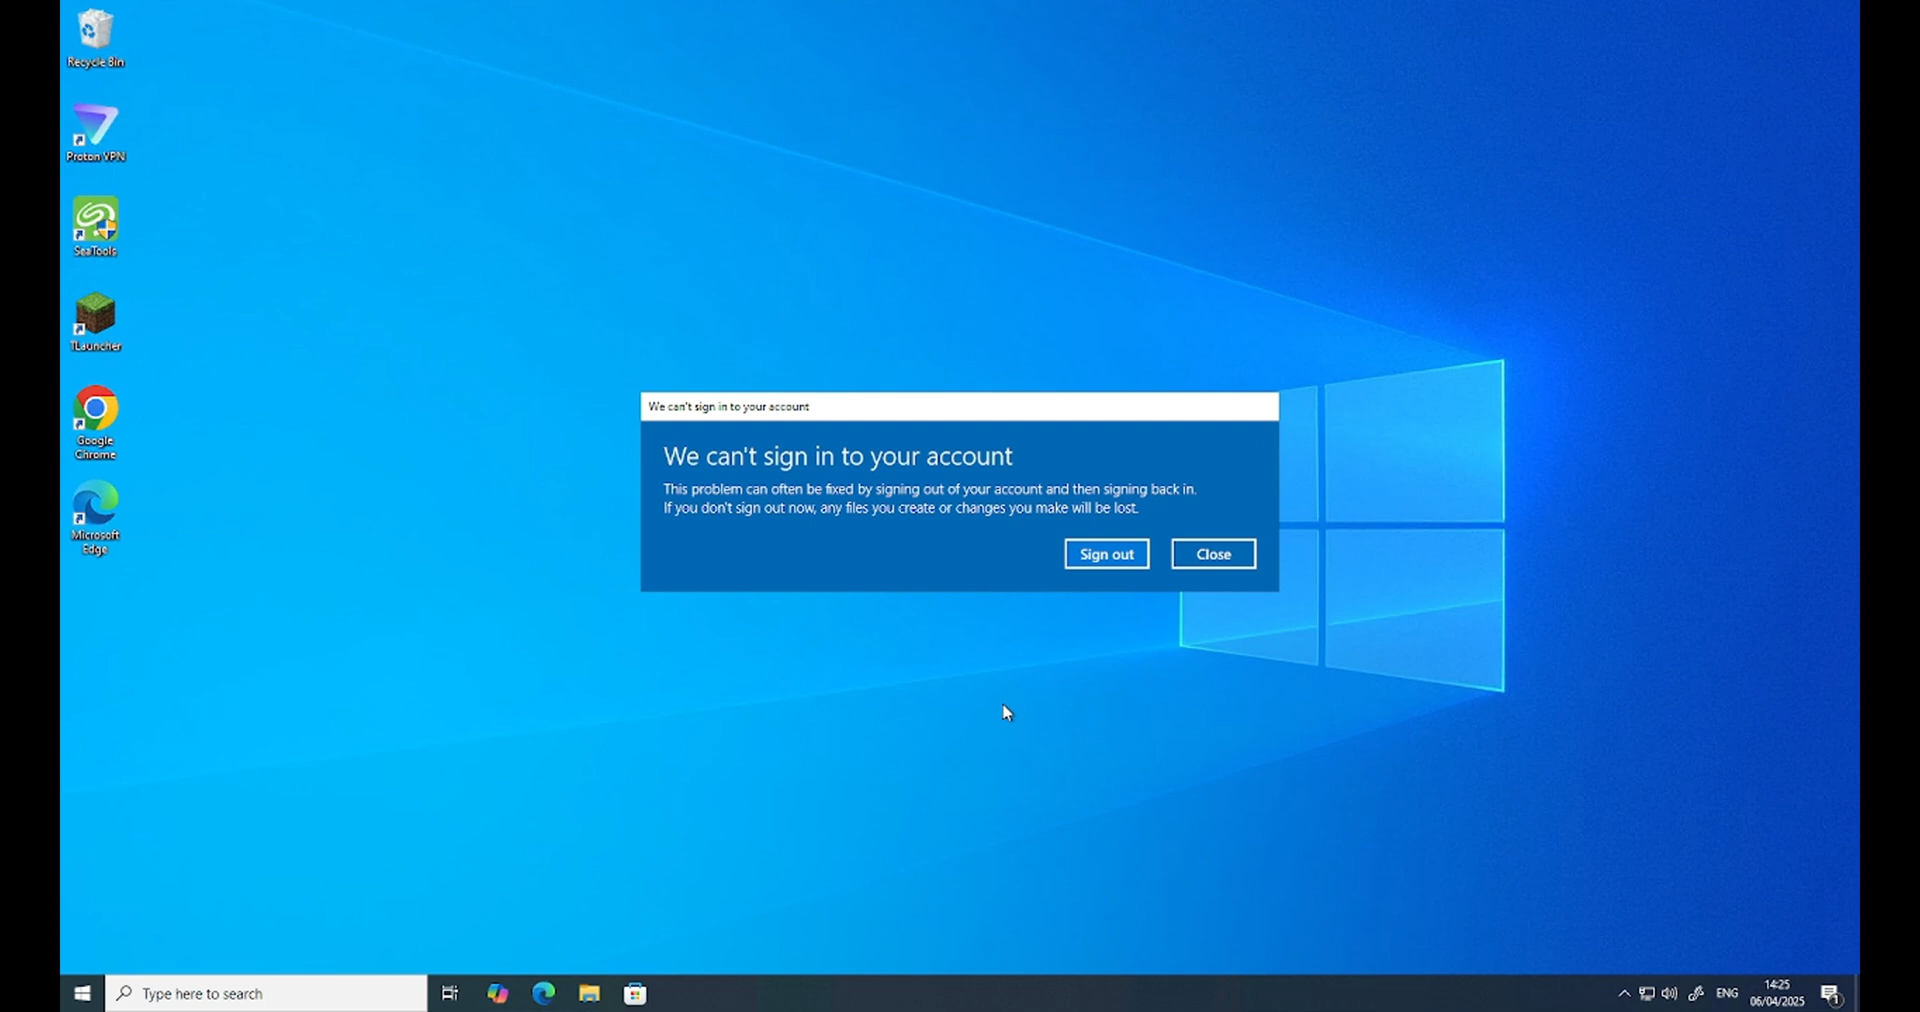 Recycle Bin
Proton VPN
SeaTools
TLauncher
Google
Chrome
Microsoft
Edge
We can't sign in to your account
We can't sign in to your account
This problem can often be fixed by signing out of your account and then signing back in.
If you don't sign out now, any files you create or changes you make will be lost.
Sign out
Close
Type here to search
ENG
14:25
06/04/2025
1